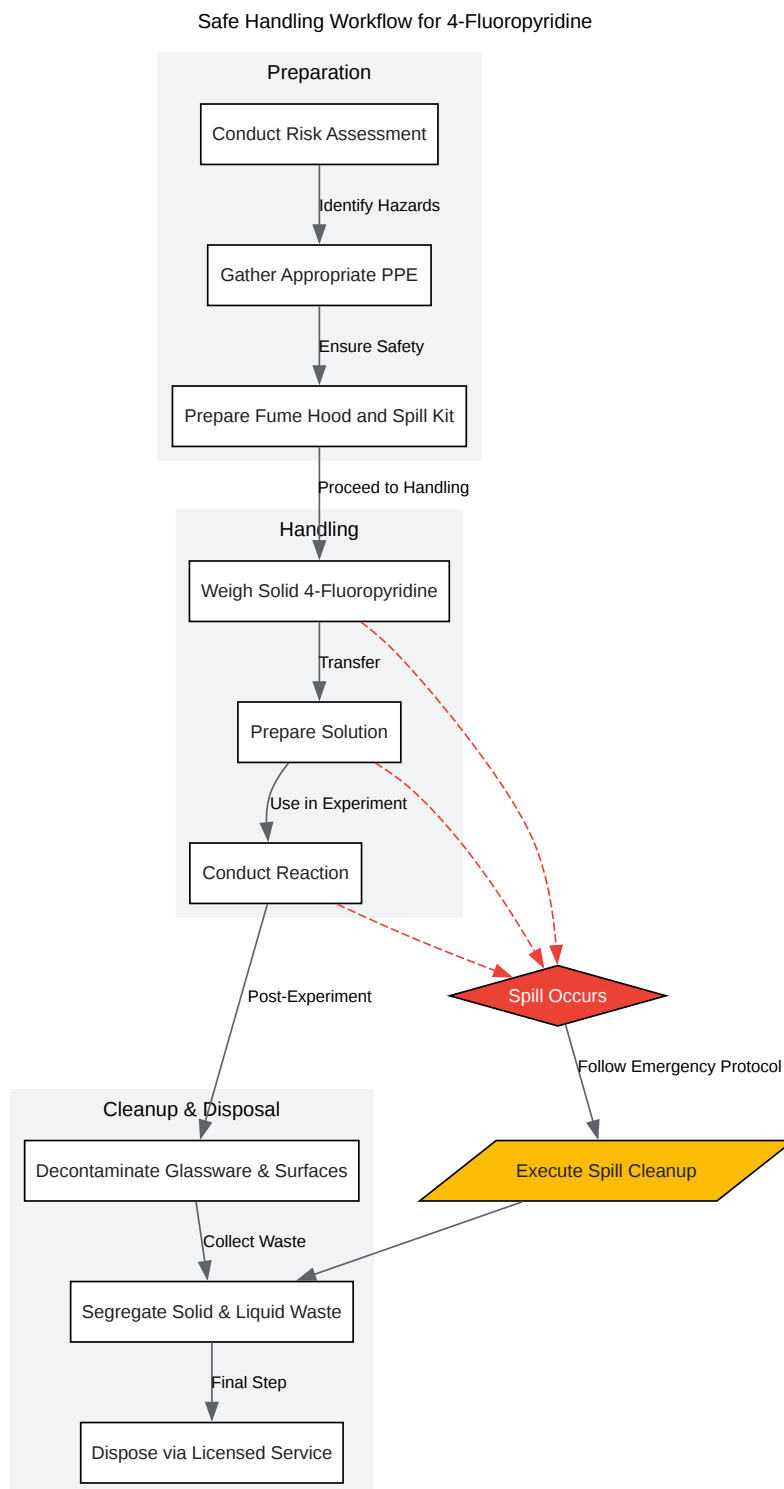 Safe Handling Workflow for 4-Fluoropyridine
Preparation
Conduct Risk Assessment
Identify Hazards
Gather Appropriate PPE
Ensure Safety
Prepare Fume Hood and Spill Kit
Proceed to Handling
Handling
Weigh Solid 4-Fluoropyridine
Transfer
Prepare Solution
Use in Experiment
Conduct Reaction
Post-Experiment
Spill Occurs
Follow Emergency Protocol
Cleanup & Disposal
Decontaminate Glassware & Surfaces
Execute Spill Cleanup
Collect Waste
Segregate Solid & Liquid Waste
Final Step
Dispose via Licensed Service